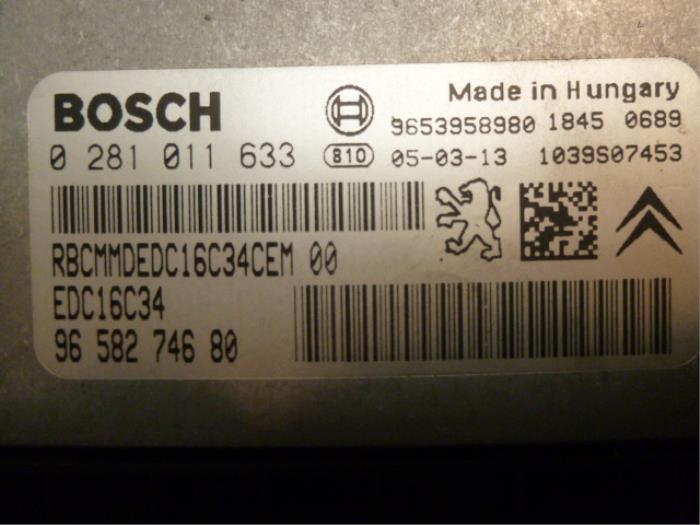 BOSCH
Made in Hungary
9653958980 1845 0689
0 281 011 633 810 05-03-13 1039S07453
RBCMMDEDC16C34CEM 00
EDC16C34
96 582 746 80